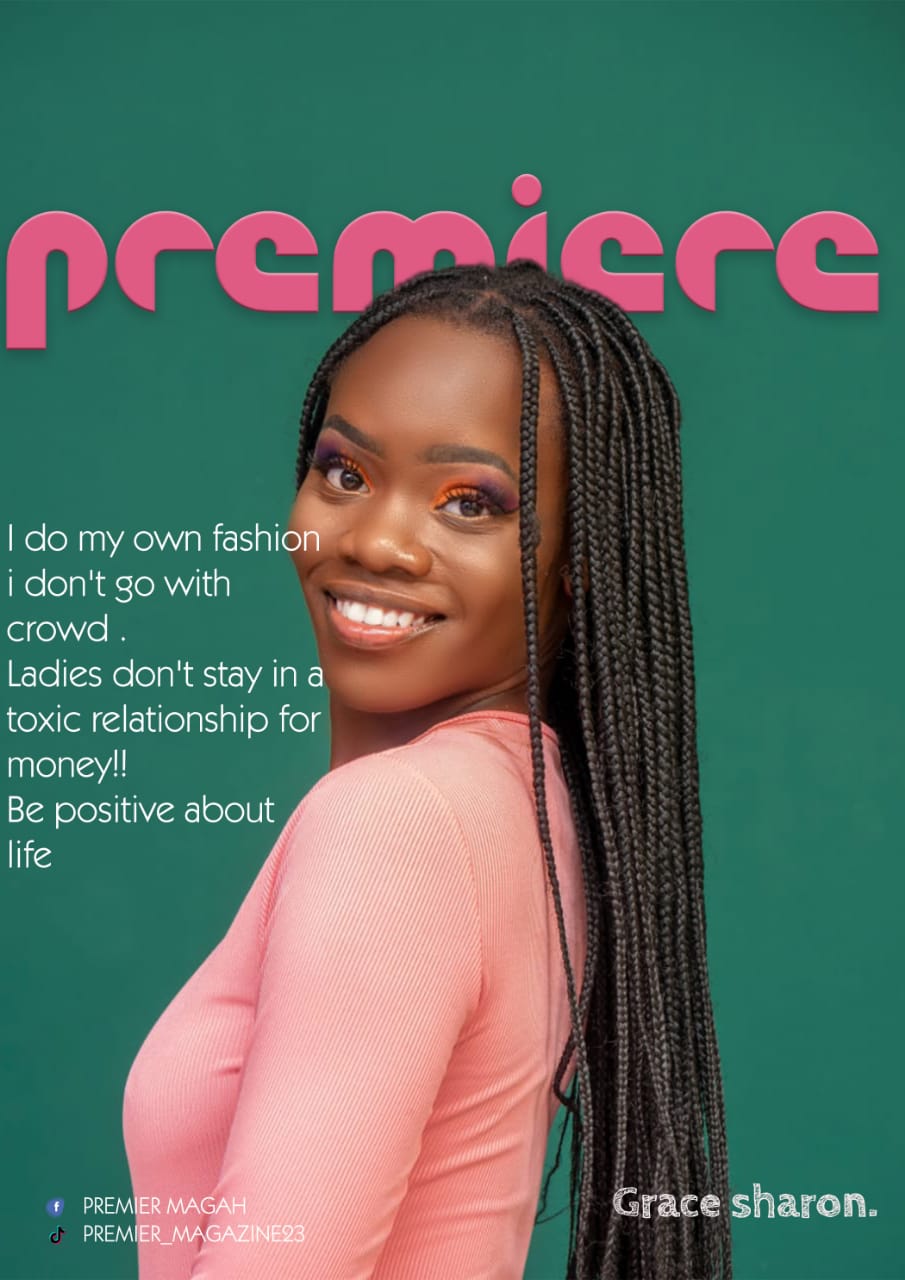 premiere
I do my own fashion
i don't go with
crowd .
Ladies don't stay in a
toxic relationship for
money!!
Be positive about
life
PREMIER MAGAH
PREMIER_MAGAZINE23
Grace sharon.